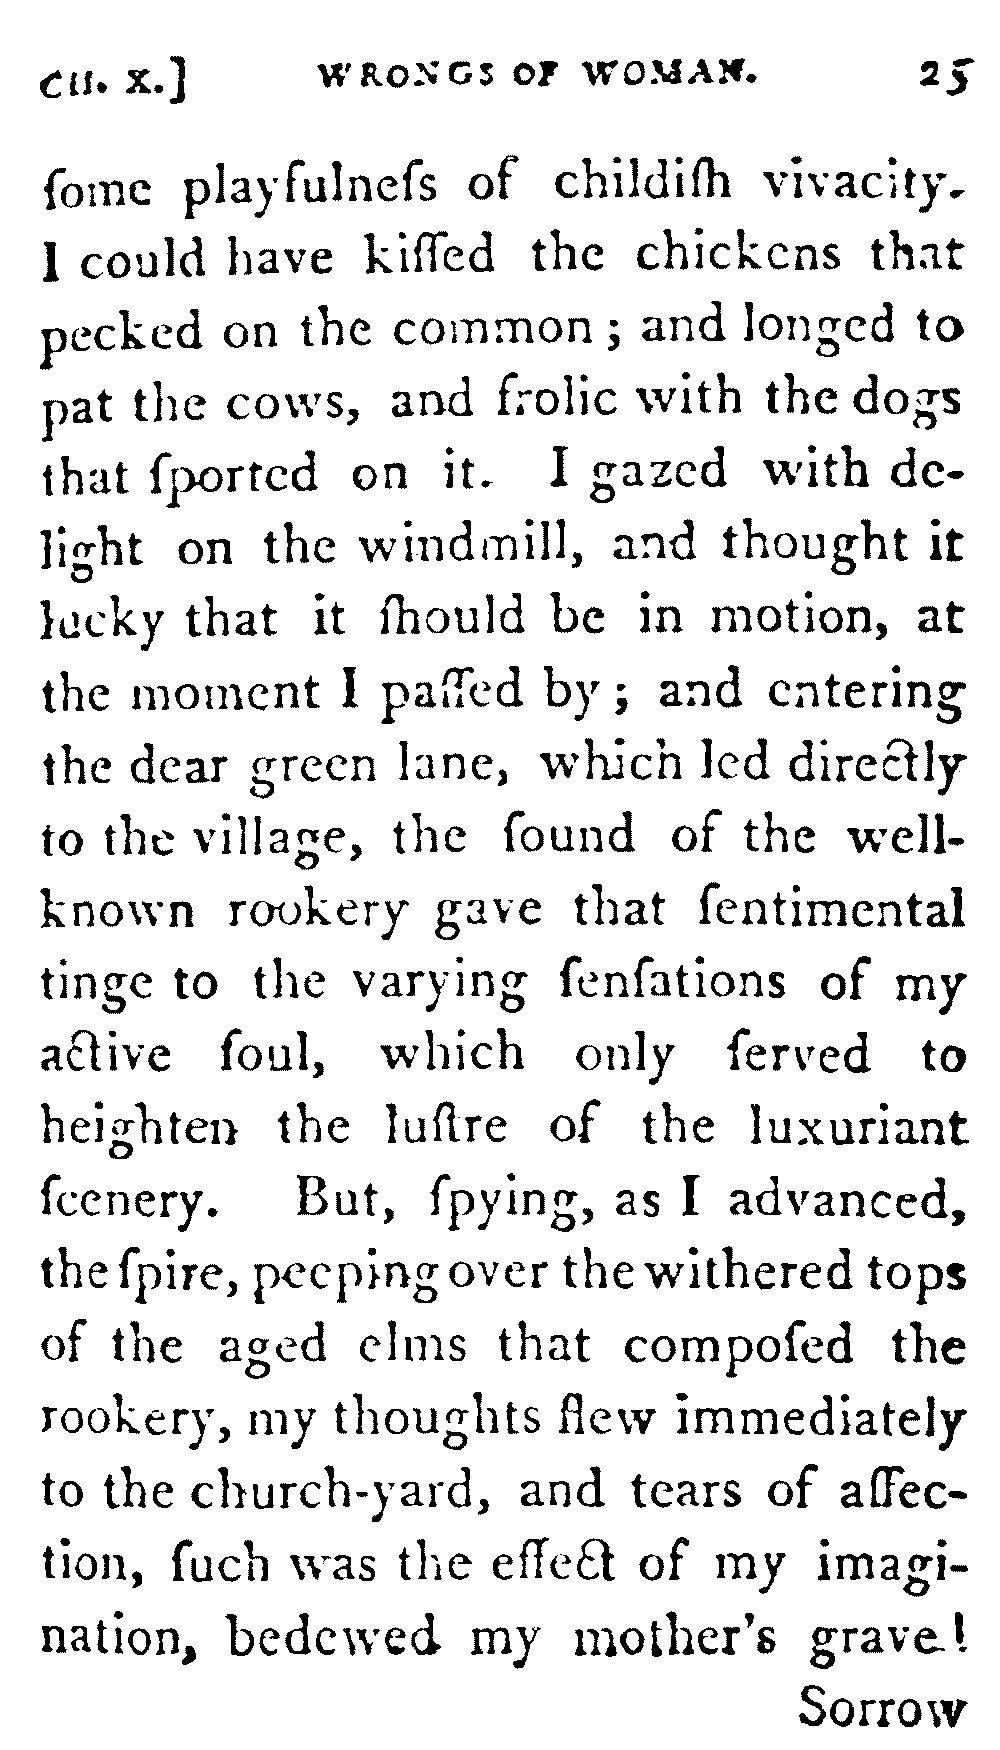 CH. X.] WRONGS OF WOMAN. 25
ſome playfulneſs of childiſh vivacity.
I could have kiſſed the chickens that
pecked on the common; and longed to
pat the cows, and frolic with the dogs
that ſported on it. I gazed with de-
light on the windmill, and thought it
lucky that it ſhould be in motion, at
the moment I paſſed by; and entering
the dear green lane, which led directly
to the village, the ſound of the well-
known rookery gave that ſentimental
tinge to the varying ſenſations of my
active ſoul, which only ſerved to
heighten the luſtre of the luxuriant
ſcenery. But, ſpying, as I advanced,
the ſpire, peeping over the withered tops
of the aged elms that compoſed the
rookery, my thoughts flew immediately
to the church-yard, and tears of affec-
tion, ſuch was the effect of my imagi-
nation, bedewed my mother's grave!
Sorrow